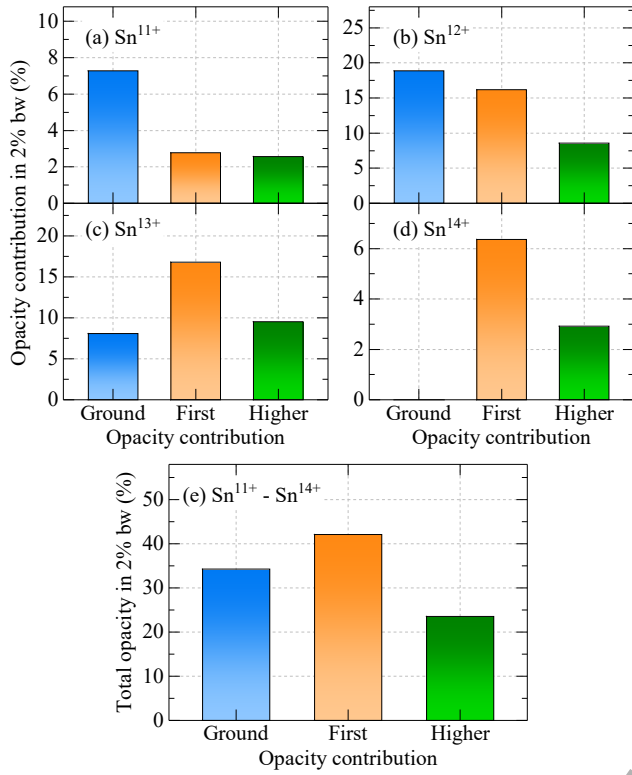 Opacity contribution in 2% bw (%)
(a) Sn¹¹⁺
10
8
6
4
2
0
(b) Sn¹²⁺
25
20
15
10
5
0
(c) Sn¹³⁺
20
15
10
5
0
Ground First Higher
Opacity contribution
(d) Sn¹⁴⁺
6
4
2
0
Ground First Higher
Opacity contribution
Total opacity in 2% bw (%)
(e) Sn¹¹⁺ - Sn¹⁴⁺
50
40
30
20
10
0
Ground First Higher
Opacity contribution